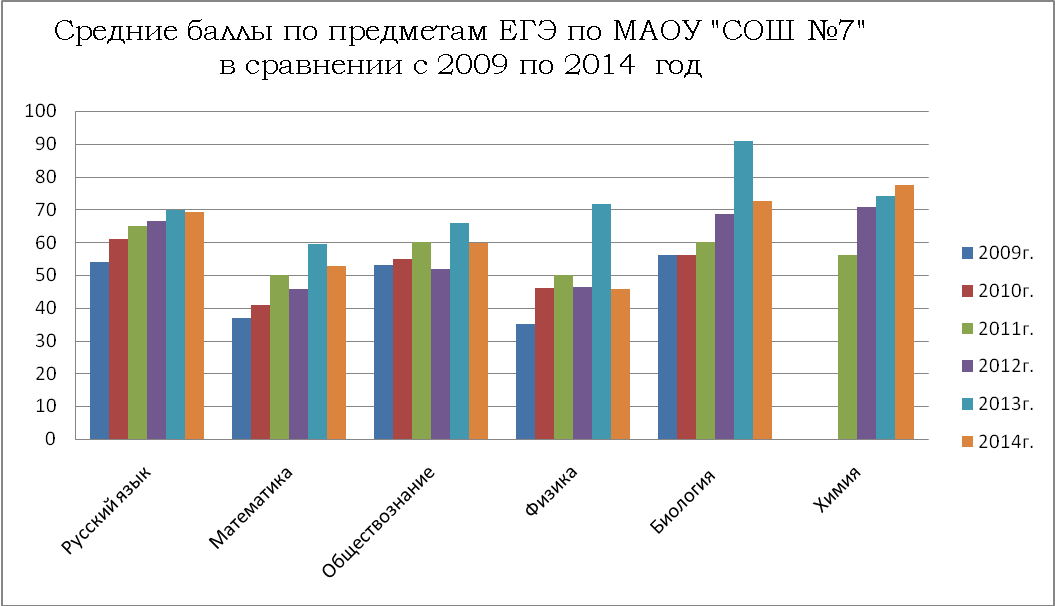 Средние баллы по предметам ЕГЭ по МАОУ "СОШ №7"
в сравнении с 2009 по 2014 год
100
90
80
70
60
50
40
30
20
10
0
Русский язык
Математика
Обществознание
Физика
Биология
Химия
2009г.
2010г.
2011г.
2012г.
2013г.
2014г.